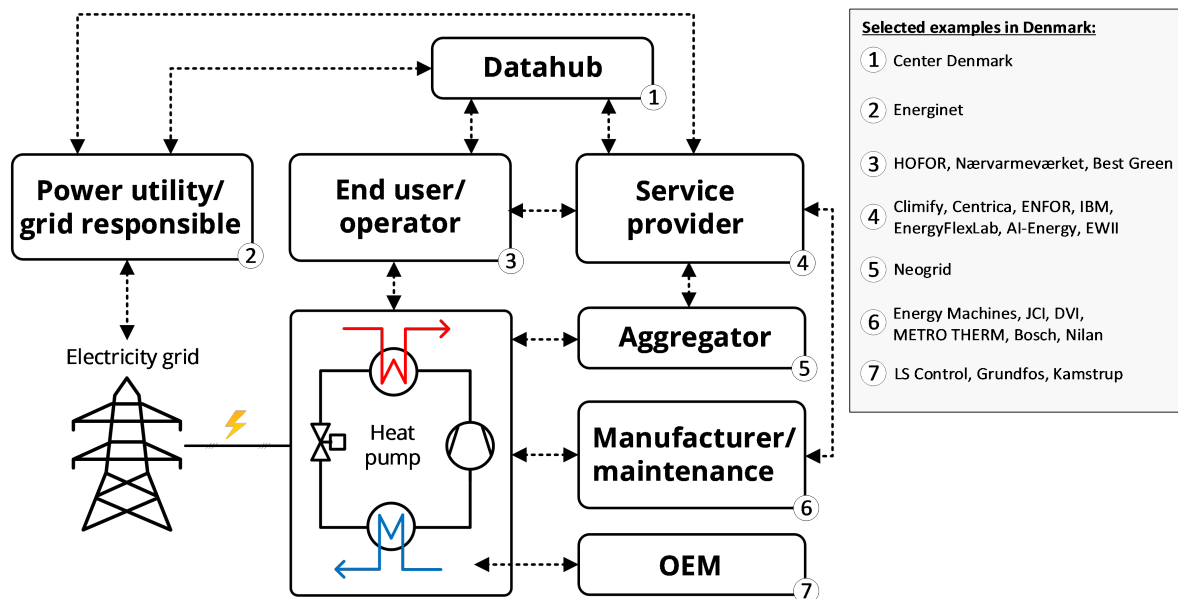 Datahub
1
Power utility/
grid responsible
2
End user/
operator
3
Service
provider
4
Electricity grid
Heat
pump
Aggregator
5
Manufacturer/
maintenance
6
OEM
7
Selected examples in Denmark:
1 Center Denmark
2 Energinet
3 HOFOR, Nærvarmeværket, Best Green
4 Climify, Centrica, ENFOR, IBM,
EnergyFlexLab, AI-Energy, EWII
5 Neogrid
6 Energy Machines, JCI, DVI,
METRO THERM, Bosch, Nilan
7 LS Control, Grundfos, Kamstrup